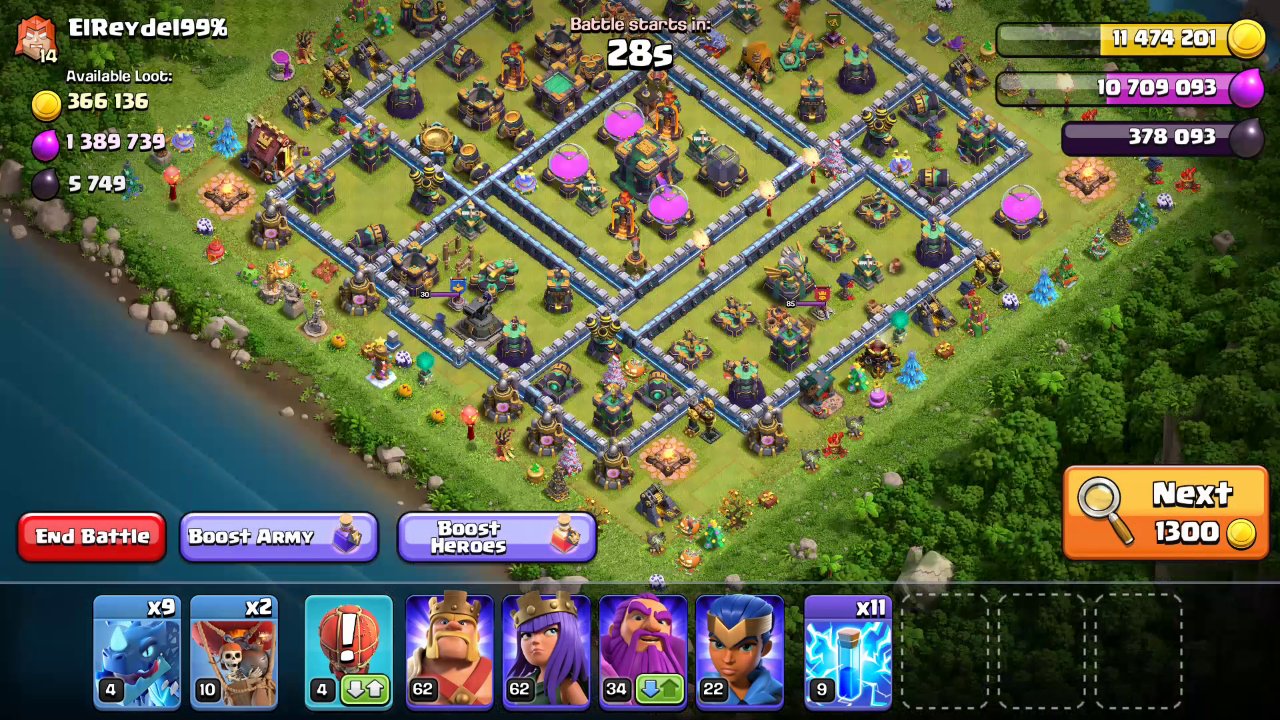 ElReydel99%
14
Available Loot:
366 136
1 389 739
5 749
Battle starts in:
28s
11 474 201
10 709 093
378 093
30
85
End Battle
Boost Army
Boost
Heroes
Next
1300
x9
4
x2
10
!
4
62
62
34
22
x11
9